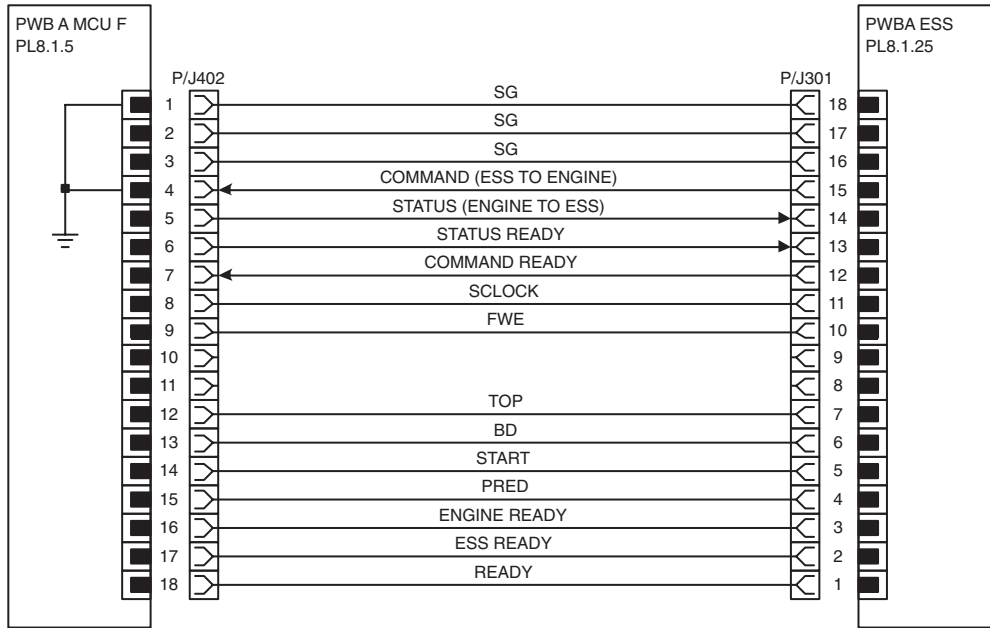 PWB A MCU F
PL8.1.5
PWBA ESS
PL8.1.25
P/J402
P/J301
1 SG 18
2 SG 17
3 SG 16
4 COMMAND (ESS TO ENGINE) 15
5 STATUS (ENGINE TO ESS) 14
6 STATUS READY 13
7 COMMAND READY 12
8 SCLOCK 11
9 FWE 10
10 9
11 8
12 TOP 7
13 BD 6
14 START 5
15 PRED 4
16 ENGINE READY 3
17 ESS READY 2
18 READY 1